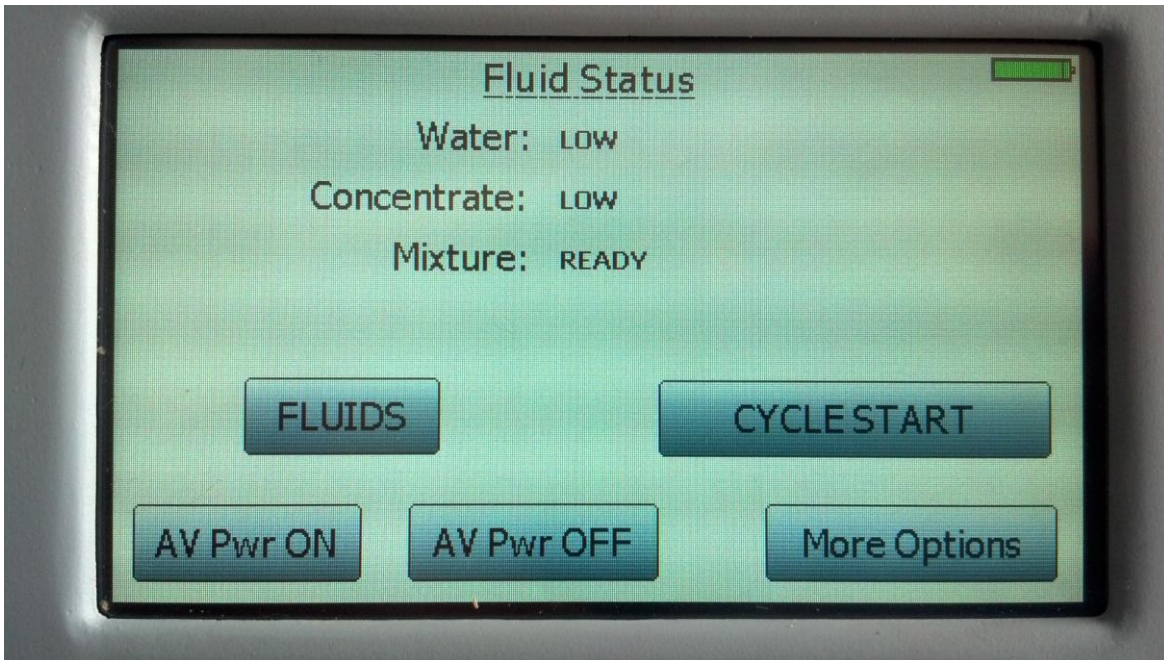 Fluid Status
Water: LOW
Concentrate: LOW
Mixture: READY
FLUIDS
CYCLE START
AV Pwr ON
AV Pwr OFF
More Options